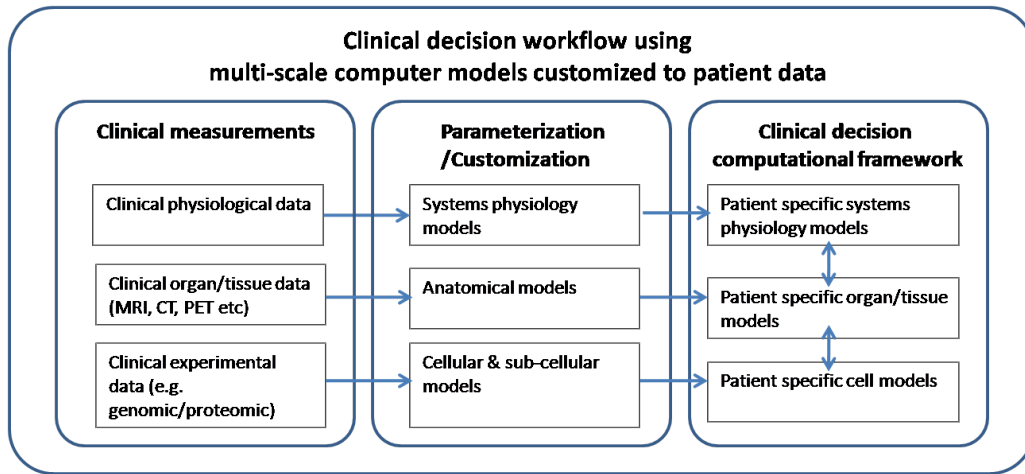 Clinical decision workflow using
multi-scale computer models customized to patient data
Clinical measurements
Clinical physiological data
Clinical organ/tissue data
(MRI, CT, PET etc)
Clinical experimental
data (e.g.
genomic/proteomic)
Parameterization
/Customization
Systems physiology
models
Anatomical models
Cellular & sub-cellular
models
Clinical decision
computational framework
Patient specific systems
physiology models
Patient specific organ/tissue
models
Patient specific cell models